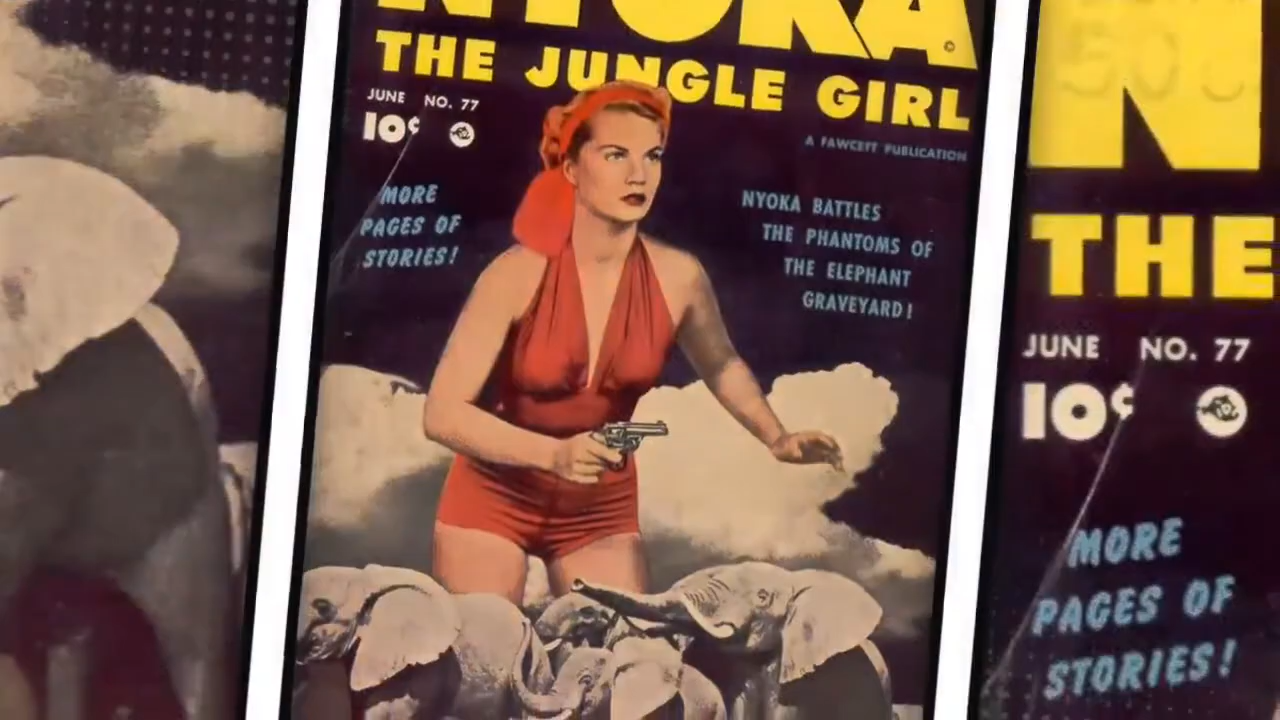 NYOKA
©
THE JUNGLE GIRL
JUNE NO. 77
10¢
A FAWCETT PUBLICATION
MORE
PAGES OF
STORIES!
NYOKA BATTLES
THE PHANTOMS OF
THE ELEPHANT
GRAVEYARD!
N
THE
JUNE NO. 77
10¢
MORE
PAGES OF
STORIES!